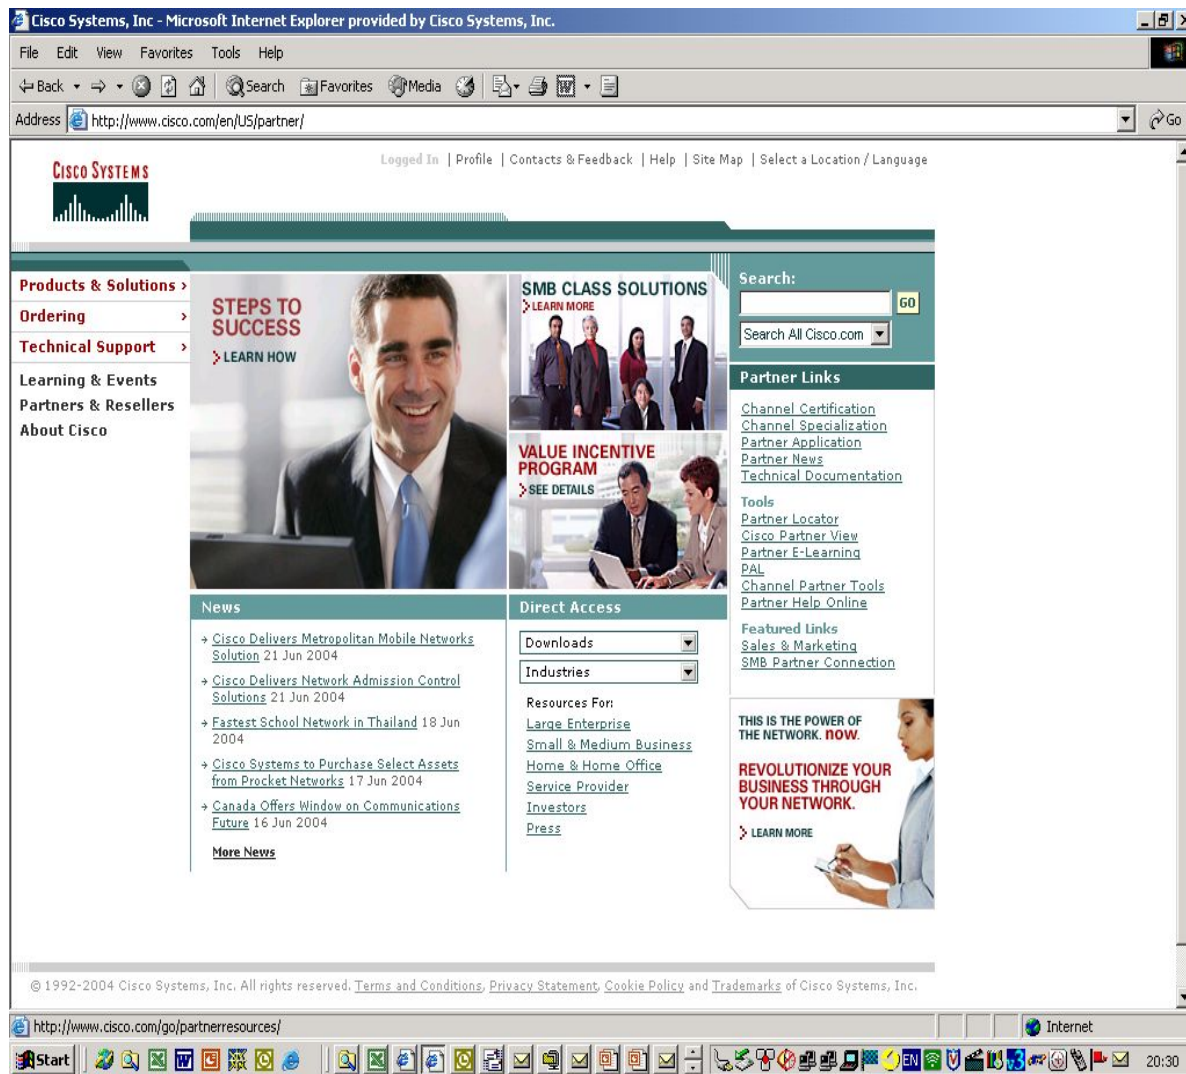 Cisco Systems, Inc - Microsoft Internet Explorer provided by Cisco Systems, Inc.
File Edit View Favorites Tools Help
Back Search Favorites Media
Address http://www.cisco.com/en/US/partner/ Go
CISCO SYSTEMS
Logged In | Profile | Contacts & Feedback | Help | Site Map | Select a Location / Language
Products & Solutions ›
Ordering ›
Technical Support ›
Learning & Events
Partners & Resellers
About Cisco
STEPS TO
SUCCESS
LEARN HOW
SMB CLASS SOLUTIONS
LEARN MORE
VALUE INCENTIVE
PROGRAM
SEE DETAILS
Search:
GO
Search All Cisco.com
Partner Links
Channel Certification
Channel Specialization
Partner Application
Partner News
Technical Documentation
Tools
Partner Locator
Cisco Partner View
Partner E-Learning
PAL
Channel Partner Tools
Partner Help Online
Featured Links
Sales & Marketing
SMB Partner Connection
News
Cisco Delivers Metropolitan Mobile Networks
Solution 21 Jun 2004
Cisco Delivers Network Admission Control
Solutions 21 Jun 2004
Fastest School Network in Thailand 18 Jun
2004
Cisco Systems to Purchase Select Assets
from Procket Networks 17 Jun 2004
Canada Offers Window on Communications
Future 16 Jun 2004
More News
Direct Access
Downloads
Industries
Resources For:
Large Enterprise
Small & Medium Business
Home & Home Office
Service Provider
Investors
Press
THIS IS THE POWER OF
THE NETWORK. now.
REVOLUTIONIZE YOUR
BUSINESS THROUGH
YOUR NETWORK.
LEARN MORE
© 1992-2004 Cisco Systems, Inc. All rights reserved. Terms and Conditions, Privacy Statement, Cookie Policy and Trademarks of Cisco Systems, Inc.
http://www.cisco.com/go/partnerresources/ Internet
Start EN 20:30